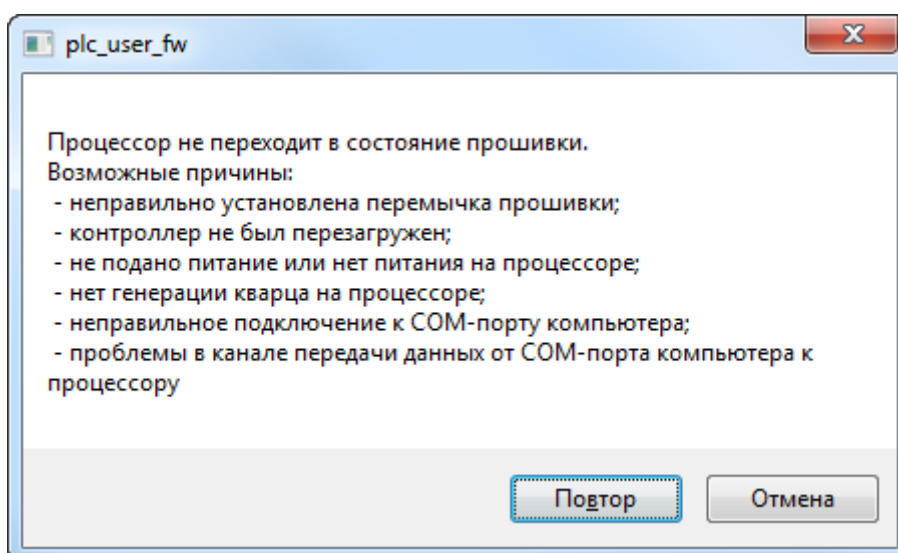 plc_user_fw
Процессор не переходит в состояние прошивки.
Возможные причины:
- неправильно установлена перемычка прошивки;
- контроллер не был перезагружен;
- не подано питание или нет питания на процессоре;
- нет генерации кварца на процессоре;
- неправильное подключение к COM-порту компьютера;
- проблемы в канале передачи данных от COM-порта компьютера к
процессору
Повтор
Отмена